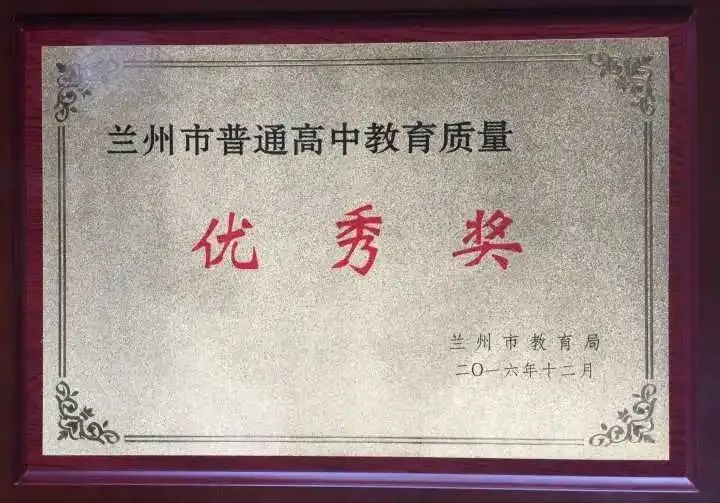 兰州市普通高中教育质量
优秀奖
兰州市教育局
二〇一六年十二月